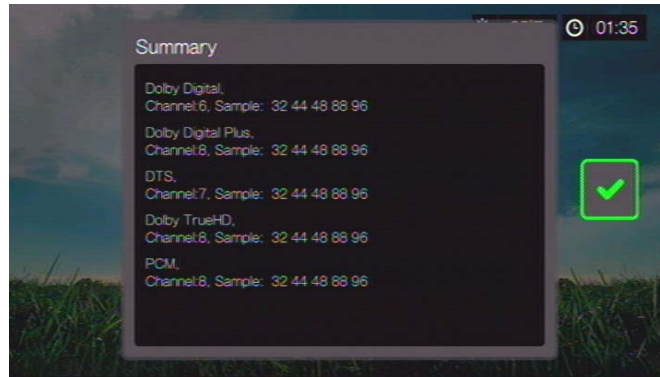 01:35
Summary
Dolby Digital,
Channel:6, Sample: 32 44 48 88 96
Dolby Digital Plus,
Channel:8, Sample: 32 44 48 88 96
DTS,
Channel:7, Sample: 32 44 48 88 96
Dolby TrueHD,
Channel:8, Sample: 32 44 48 88 96
PCM,
Channel:8, Sample: 32 44 48 88 96